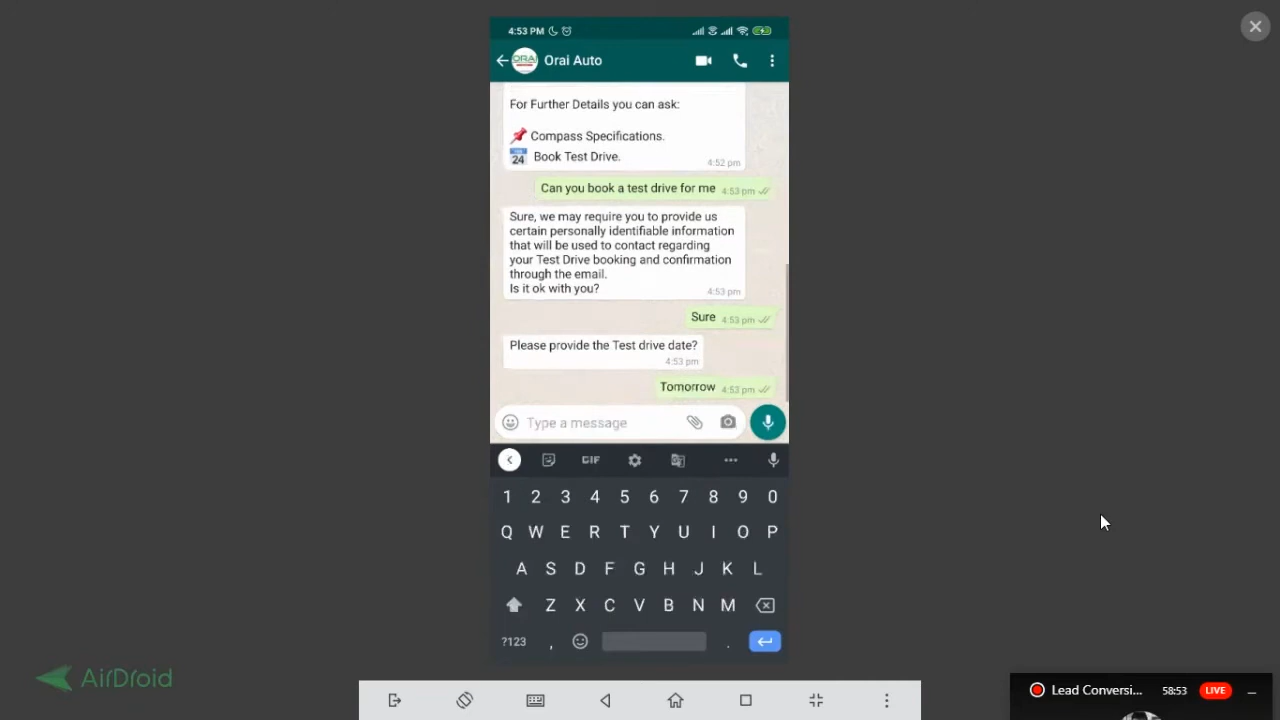 4:53 PM
ORAI
Orai Auto
For Further Details you can ask:
📌 Compass Specifications.
24 Book Test Drive.
4:52 pm
Can you book a test drive for me 4:53 pm
Sure, we may require you to provide us
certain personally identifiable information
that will be used to contact regarding
your Test Drive booking and confirmation
through the email.
Is it ok with you?
4:53 pm
Sure 4:53 pm
Please provide the Test drive date?
4:53 pm
Tomorrow 4:53 pm
Type a message
GIF
1 2 3 4 5 6 7 8 9 0
Q W E R T Y U I O P
A S D F G H J K L
Z X C V B N M
?123 , .
AirDroid
Lead Conversi... 58:53 LIVE